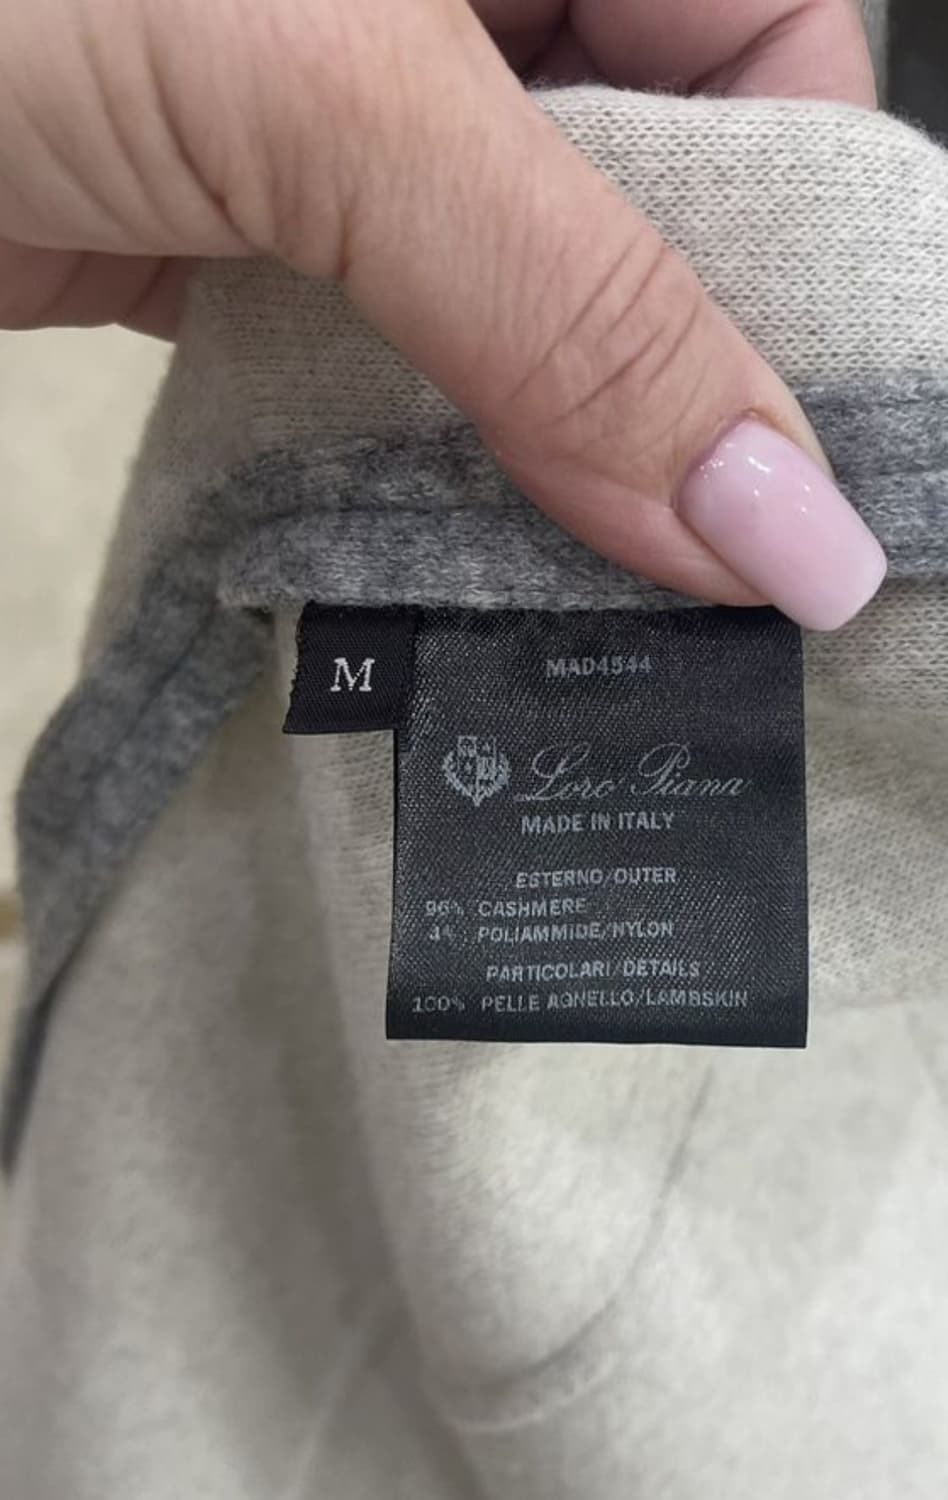 M
MAD4544
Loro Piana
MADE IN ITALY
ESTERNO/OUTER
96% CASHMERE
4% POLIAMMIDE/NYLON
PARTICOLARI/DETAILS
100% PELLE AGNELLO/LAMBSKIN